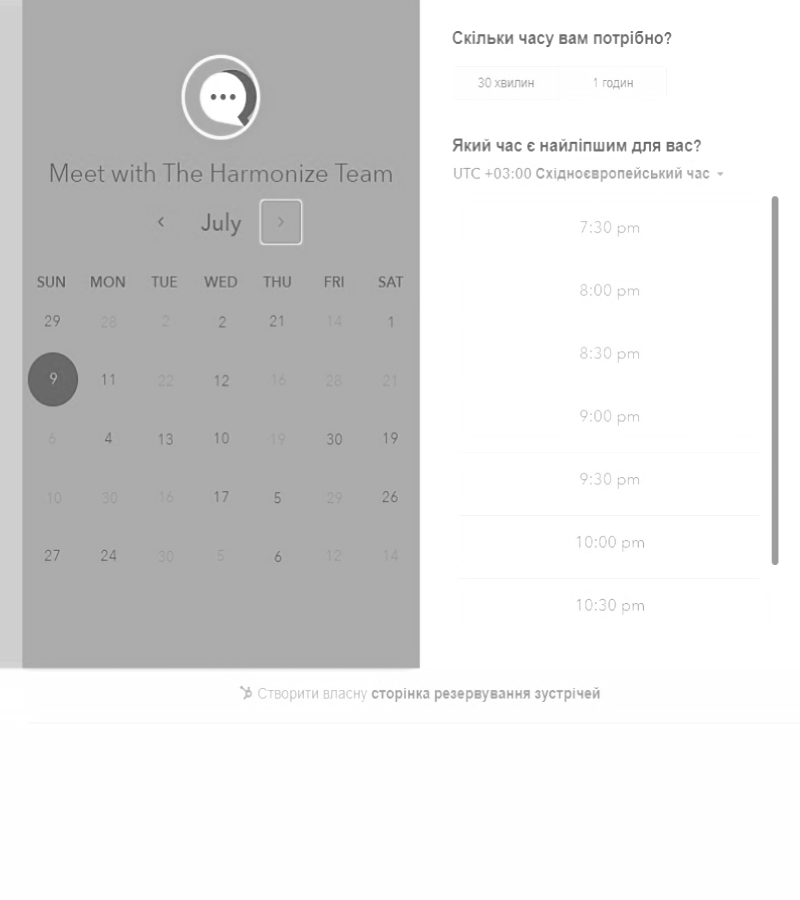 Meet with The Harmonize Team
July
SUN MON TUE WED THU FRI SAT
29 28 2 2 21 14 1
9 11 22 12 16 28 21
6 4 13 10 19 30 19
10 30 16 17 5 29 26
27 24 30 5 6 12 14
Скільки часу вам потрібно?
30 хвилин 1 годин
Який час є найліпшим для вас?
UTC +03:00 Східноєвропейський час
7:30 pm
8:00 pm
8:30 pm
9:00 pm
9:30 pm
10:00 pm
10:30 pm
Створити власну сторінка резервування зустрічей